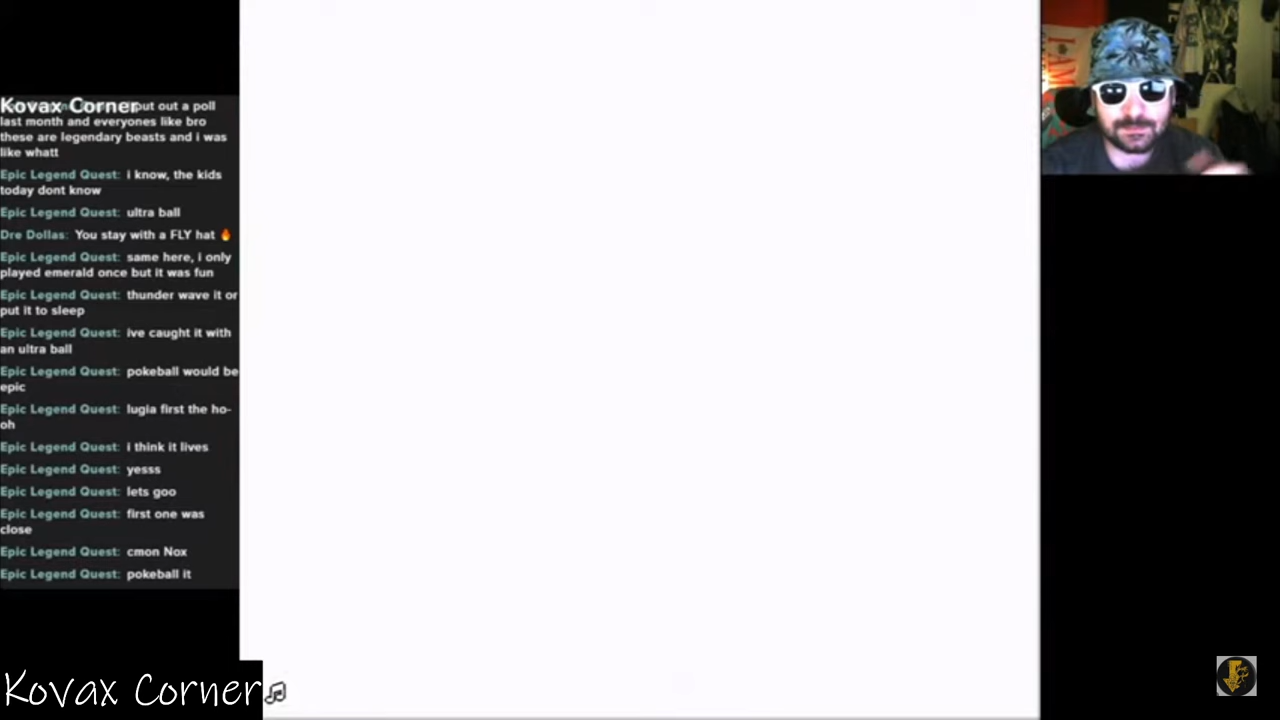 Kovax Corner
put out a poll
last month and everyones like bro
these are legendary beasts and i was
like whatt
Epic Legend Quest: i know, the kids
today dont know
Epic Legend Quest: ultra ball
Dre Dollas: You stay with a FLY hat 🔥
Epic Legend Quest: same here, i only
played emerald once but it was fun
Epic Legend Quest: thunder wave it or
put it to sleep
Epic Legend Quest: ive caught it with
an ultra ball
Epic Legend Quest: pokeball would be
epic
Epic Legend Quest: lugia first the ho-
oh
Epic Legend Quest: i think it lives
Epic Legend Quest: yesss
Epic Legend Quest: lets goo
Epic Legend Quest: first one was
close
Epic Legend Quest: cmon Nox
Epic Legend Quest: pokeball it
Kovax Corner